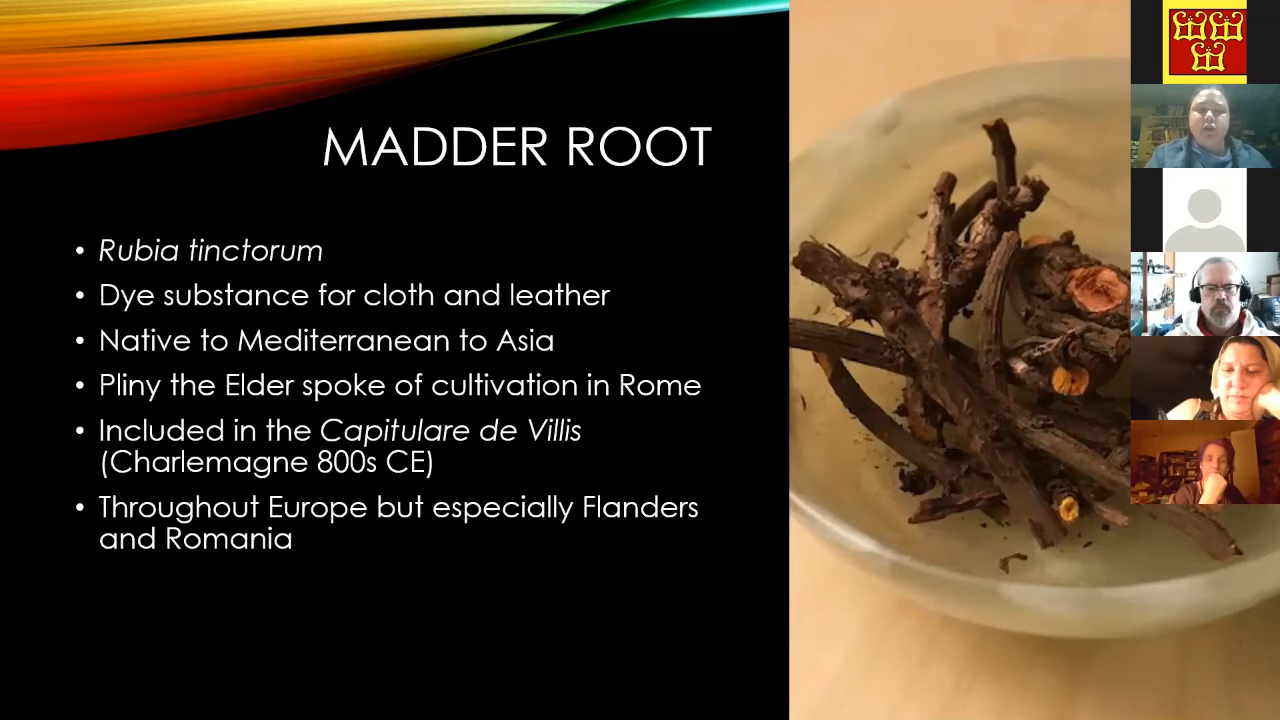 MADDER ROOT
• Rubia tinctorum
• Dye substance for cloth and leather
• Native to Mediterranean to Asia
• Pliny the Elder spoke of cultivation in Rome
• Included in the Capitulare de Villis
(Charlemagne 800s CE)
• Throughout Europe but especially Flanders
and Romania